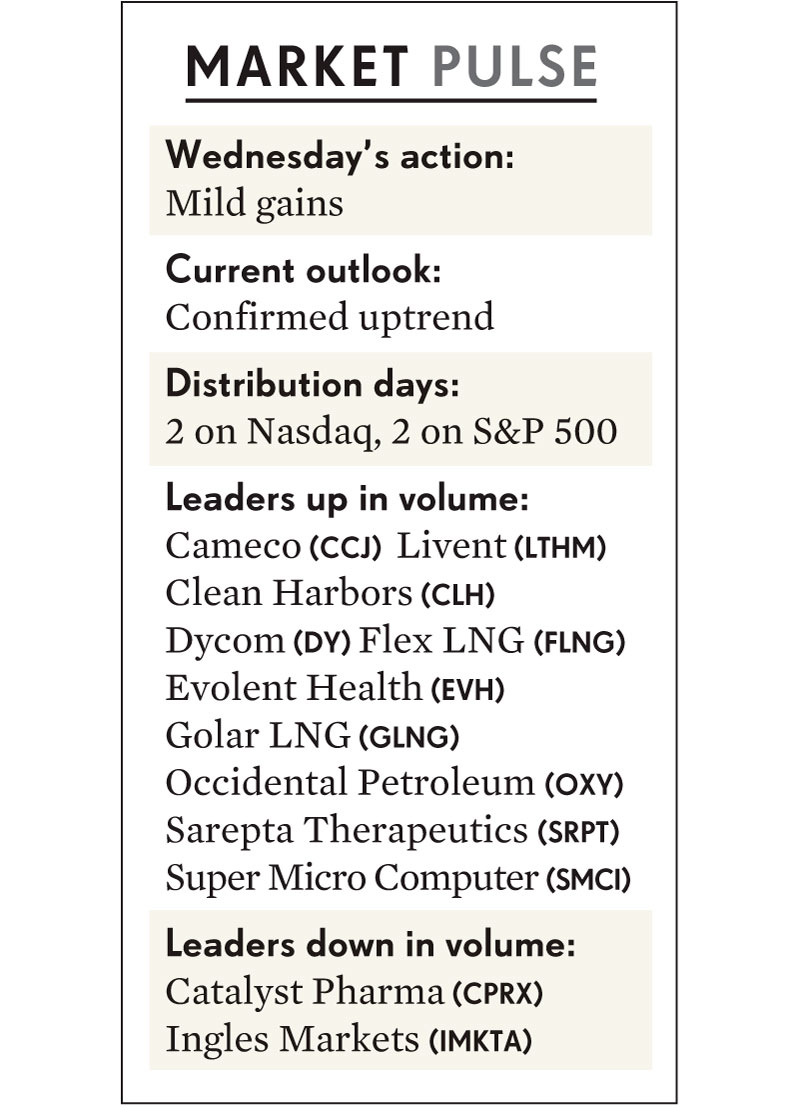 MARKET PULSE
Wednesday’s action:
Mild gains
Current outlook:
Confirmed uptrend
Distribution days:
2 on Nasdaq, 2 on S&P 500
Leaders up in volume:
Cameco (CCJ) Livent (LTHM)
Clean Harbors (CLH)
Dycom (DY) Flex LNG (FLNG)
Evolent Health (EVH)
Golar LNG (GLNG)
Occidental Petroleum (OXY)
Sarepta Therapeutics (SRPT)
Super Micro Computer (SMCI)
Leaders down in volume:
Catalyst Pharma (CPRX)
Ingles Markets (IMKTA)